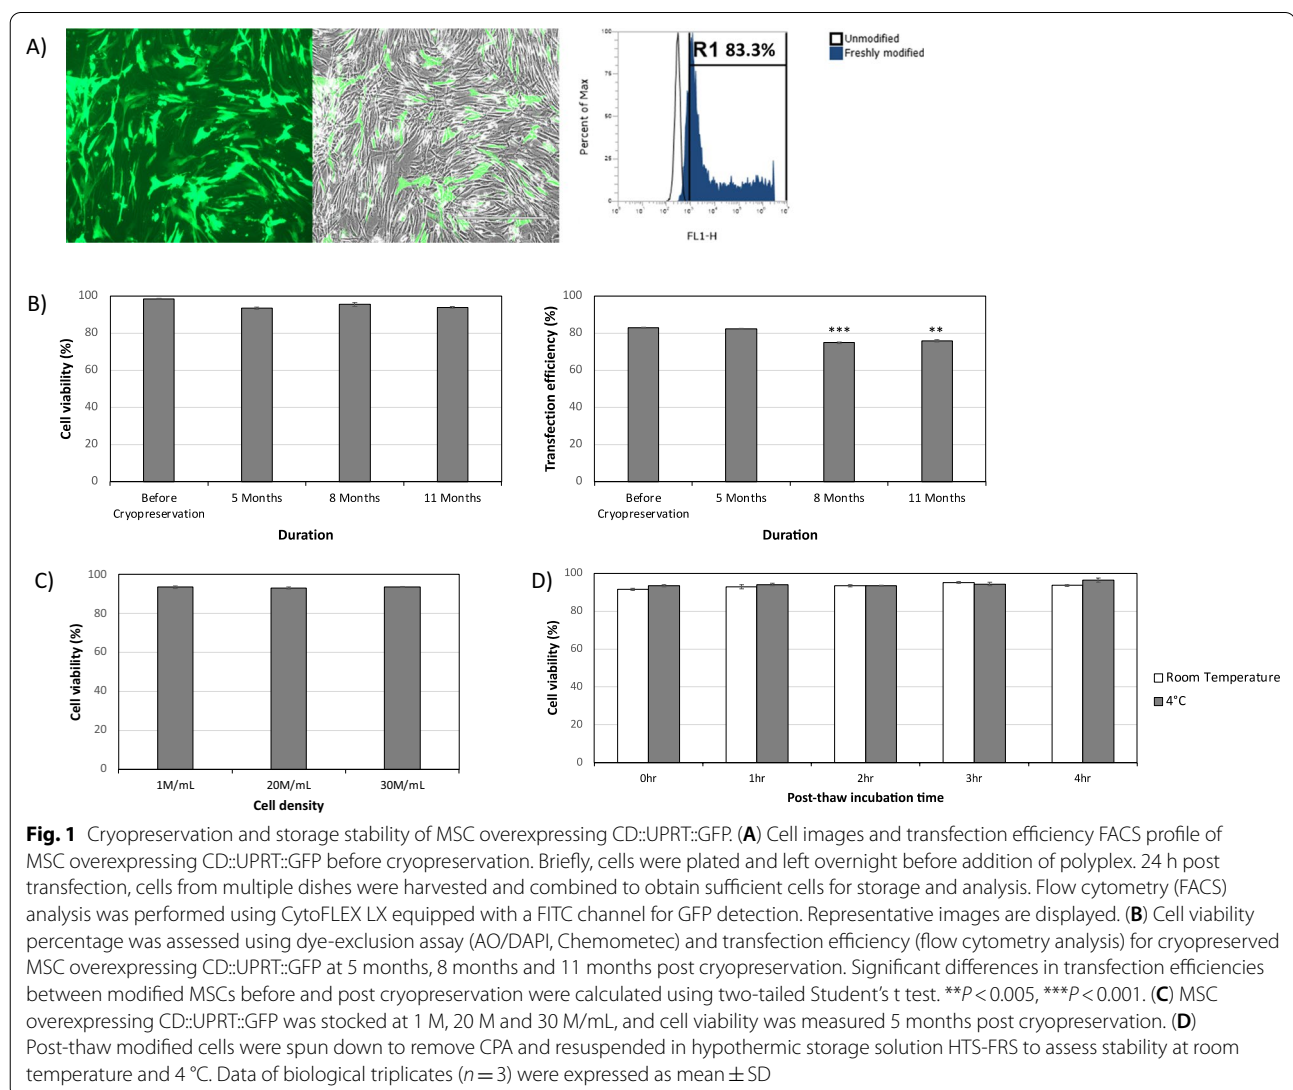 A)
R1 83.3%
Unmodified
Freshly modified
Percent of Max
100
75
50
25
0
FL1-H
B)
Cell viability (%)
100
80
60
40
20
0
Before Cryopreservation
5 Months
8 Months
11 Months
Duration
Transfection efficiency (%)
100
80
60
40
20
0
***
**
Before Cryopreservation
5 Months
8 Months
11 Months
Duration
C)
Cell viability (%)
100
80
60
40
20
0
1M/mL
20M/mL
30M/mL
Cell density
D)
Cell viability (%)
100
80
60
40
20
0
0hr
1hr
2hr
3hr
4hr
Post-thaw incubation time
Room Temperature
4°C
Fig. 1 Cryopreservation and storage stability of MSC overexpressing CD::UPRT::GFP. (A) Cell images and transfection efficiency FACS profile of
MSC overexpressing CD::UPRT::GFP before cryopreservation. Briefly, cells were plated and left overnight before addition of polyplex. 24 h post
transfection, cells from multiple dishes were harvested and combined to obtain sufficient cells for storage and analysis. Flow cytometry (FACS)
analysis was performed using CytoFLEX LX equipped with a FITC channel for GFP detection. Representative images are displayed. (B) Cell viability
percentage was assessed using dye-exclusion assay (AO/DAPI, Chemometec) and transfection efficiency (flow cytometry analysis) for cryopreserved
MSC overexpressing CD::UPRT::GFP at 5 months, 8 months and 11 months post cryopreservation. Significant differences in transfection efficiencies
between modified MSCs before and post cryopreservation were calculated using two-tailed Student's t test. **P < 0.005, ***P < 0.001. (C) MSC
overexpressing CD::UPRT::GFP was stocked at 1 M, 20 M and 30 M/mL, and cell viability was measured 5 months post cryopreservation. (D)
Post-thaw modified cells were spun down to remove CPA and resuspended in hypothermic storage solution HTS-FRS to assess stability at room
temperature and 4 °C. Data of biological triplicates (n = 3) were expressed as mean ± SD